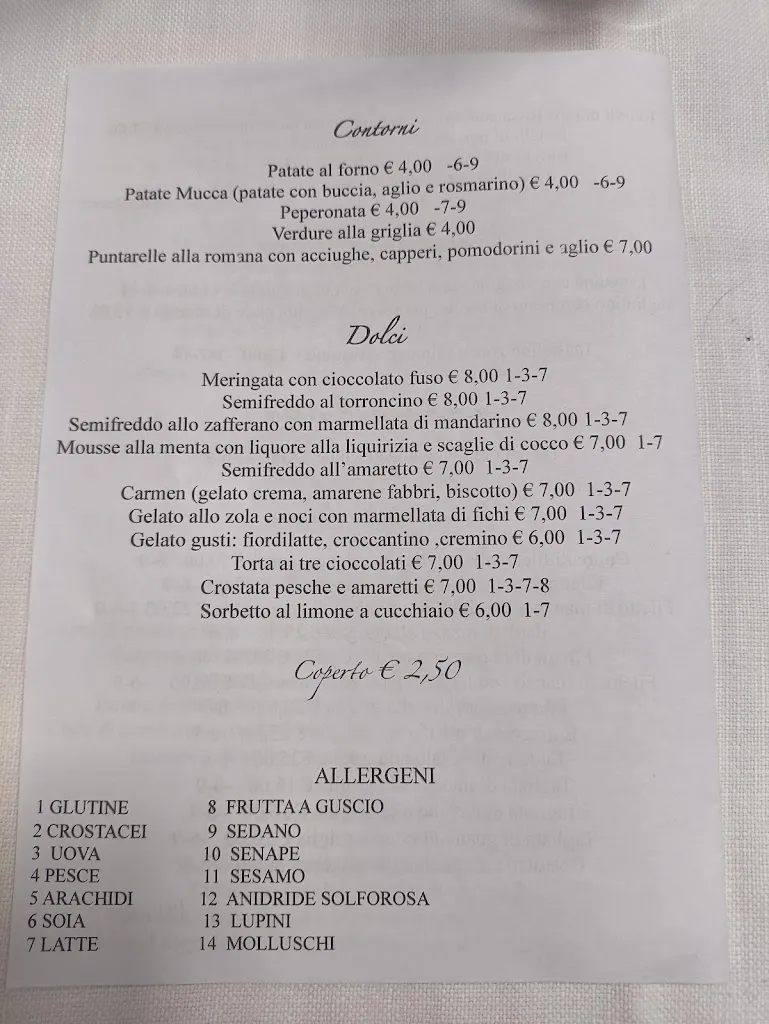 Contorni
Patate al forno € 4,00 -6-9
Patate Mucca (patate con buccia, aglio e rosmarino) € 4,00 -6-9
Peperonata € 4,00 -7-9
Verdure alla griglia € 4,00
Puntarelle alla romana con acciughe, capperi, pomodorini e aglio € 7,00
Dolci
Meringata con cioccolato fuso € 8,00 1-3-7
Semifreddo al torroncino € 8,00 1-3-7
Semifreddo allo zafferano con marmellata di mandarino € 8,00 1-3-7
Mousse alla menta con liquore alla liquirizia e scaglie di cocco € 7,00 1-7
Semifreddo all'amaretto € 7,00 1-3-7
Carmen (gelato crema, amarene fabbri, biscotto) € 7,00 1-3-7
Gelato allo zola e noci con marmellata di fichi € 7,00 1-3-7
Gelato gusti: fiordilatte, croccantino ,cremino € 6,00 1-3-7
Torta ai tre cioccolati € 7,00 1-3-7
Crostata pesche e amaretti € 7,00 1-3-7-8
Sorbetto al limone a cucchiaio € 6,00 1-7
Coperto € 2,50
ALLERGENI
1 GLUTINE
2 CROSTACEI
3 UOVA
4 PESCE
5 ARACHIDI
6 SOIA
7 LATTE
8 FRUTTA A GUSCIO
9 SEDANO
10 SENAPE
11 SESAMO
12 ANIDRIDE SOLFOROSA
13 LUPINI
14 MOLLUSCHI